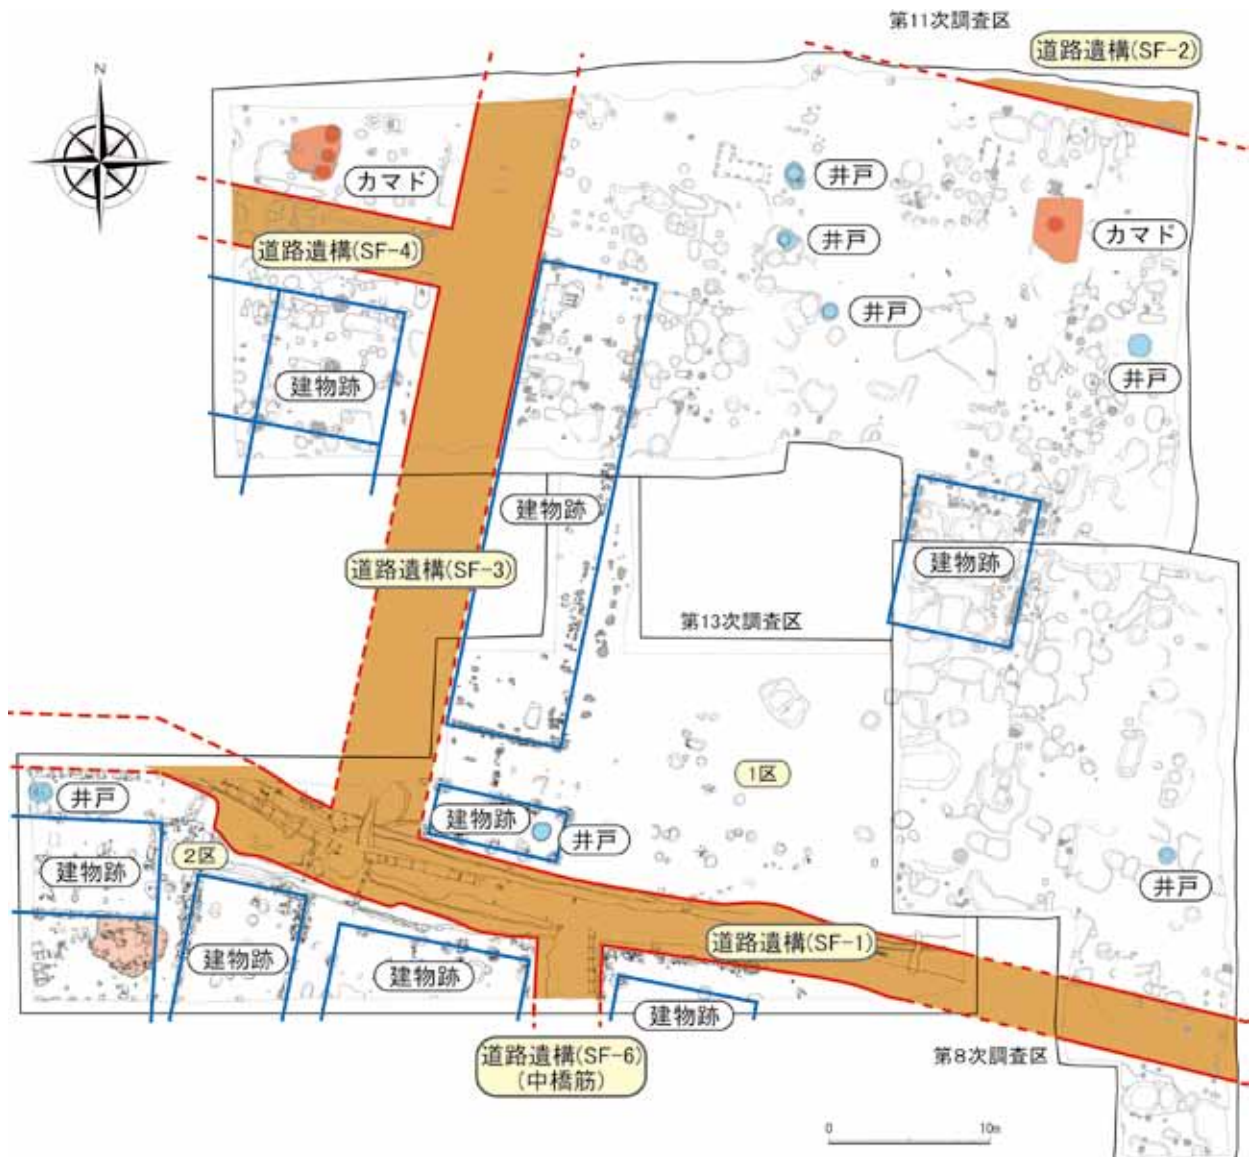 第11次調査区
道路遺構(SF-2)
N
カマド
井戸
井戸
カマド
道路遺構(SF-4)
井戸
井戸
建物跡
建物跡
道路遺構(SF-3)
建物跡
第13次調査区
1区
井戸
建物跡
井戸
2区
建物跡
井戸
道路遺構(SF-1)
建物跡
建物跡
建物跡
道路遺構(SF-6)
(中橋筋)
第8次調査区
0
10m